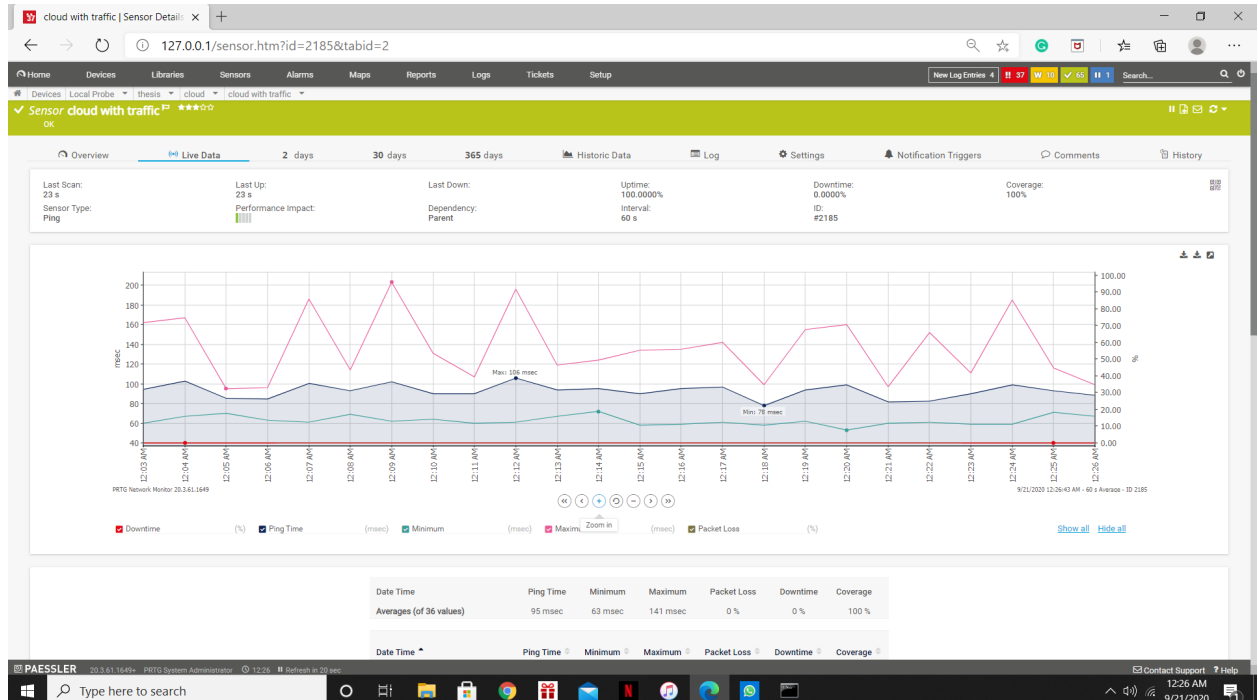 cloud with traffic | Sensor Details
127.0.0.1/sensor.htm?id=2185&tabid=2
Home Devices Libraries Sensors Alarms Maps Reports Logs Tickets Setup New Log Entries 4 37 W 10 65 1 Search...
Devices Local Probe thesis cloud cloud with traffic
Sensor cloud with traffic
OK
Overview Live Data 2 days 30 days 365 days Historic Data Log Settings Notification Triggers Comments History
Last Scan: Last Up: Last Down: Uptime: Downtime: Coverage:
23 s 23 s 100.0000% 0.0000% 100%
Sensor Type: Performance Impact: Dependency: Interval: ID:
Ping Parent 60 s #2185
200
180
160
140
120
100
80
60
40
msec
100.00
90.00
80.00
70.00
60.00
50.00
40.00
30.00
20.00
10.00
0.00
%
Max: 106 msec
Min: 78 msec
12:03 AM 12:04 AM 12:05 AM 12:06 AM 12:07 AM 12:08 AM 12:09 AM 12:10 AM 12:11 AM 12:12 AM 12:13 AM 12:14 AM 12:15 AM 12:16 AM 12:17 AM 12:18 AM 12:19 AM 12:20 AM 12:21 AM 12:22 AM 12:23 AM 12:24 AM 12:25 AM 12:26 AM
PRTG Network Monitor 20.3.61.1649 9/21/2020 12:26:43 AM - 60 s Average - ID 2185
Zoom in
Downtime (%) Ping Time (msec) Minimum (msec) Maximu (msec) Packet Loss (%) Show all Hide all
Date Time Ping Time Minimum Maximum Packet Loss Downtime Coverage
Averages (of 36 values) 95 msec 63 msec 141 msec 0 % 0 % 100 %
Date Time Ping Time Minimum Maximum Packet Loss Downtime Coverage
PAESSLER 20.3.61.1649+ PRTG System Administrator 12:26 Refresh in 20 sec Contact Support ? Help
Type here to search
12:26 AM
9/21/2020